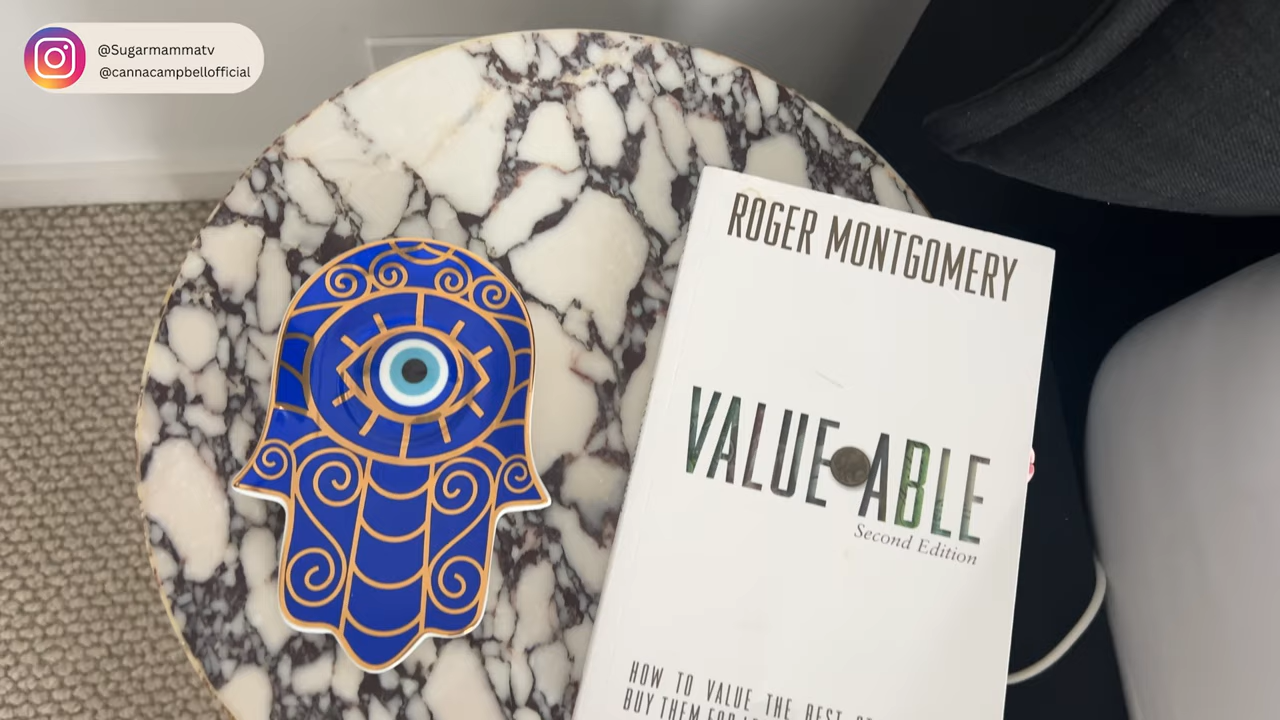 @Sugarmammatv
@cannacampbellofficial
ROGER MONTGOMERY
VALUE•ABLE
Second Edition
HOW TO VALUE THE BEST
BUY THEM FOR